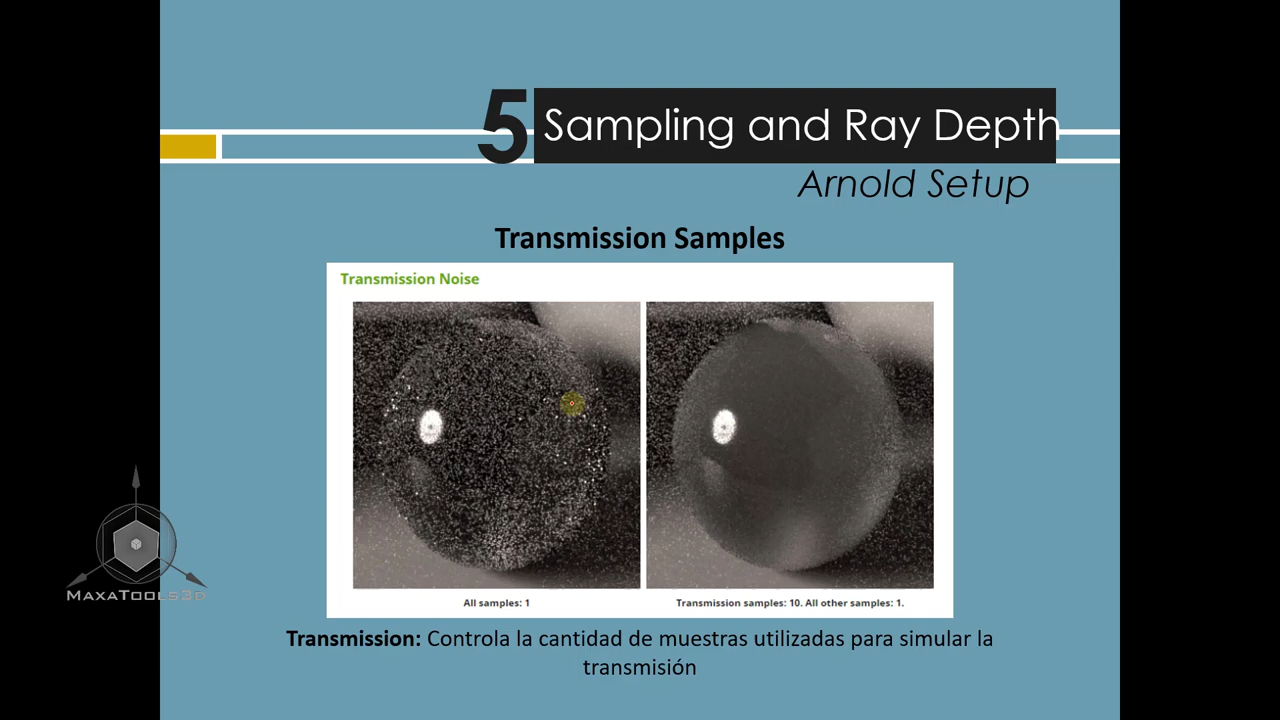 5 Sampling and Ray Depth
Arnold Setup
Transmission Samples
Transmission Noise
All samples: 1
Transmission samples: 10. All other samples: 1.
MAXATOOLS3D
Transmission: Controla la cantidad de muestras utilizadas para simular la
transmisión